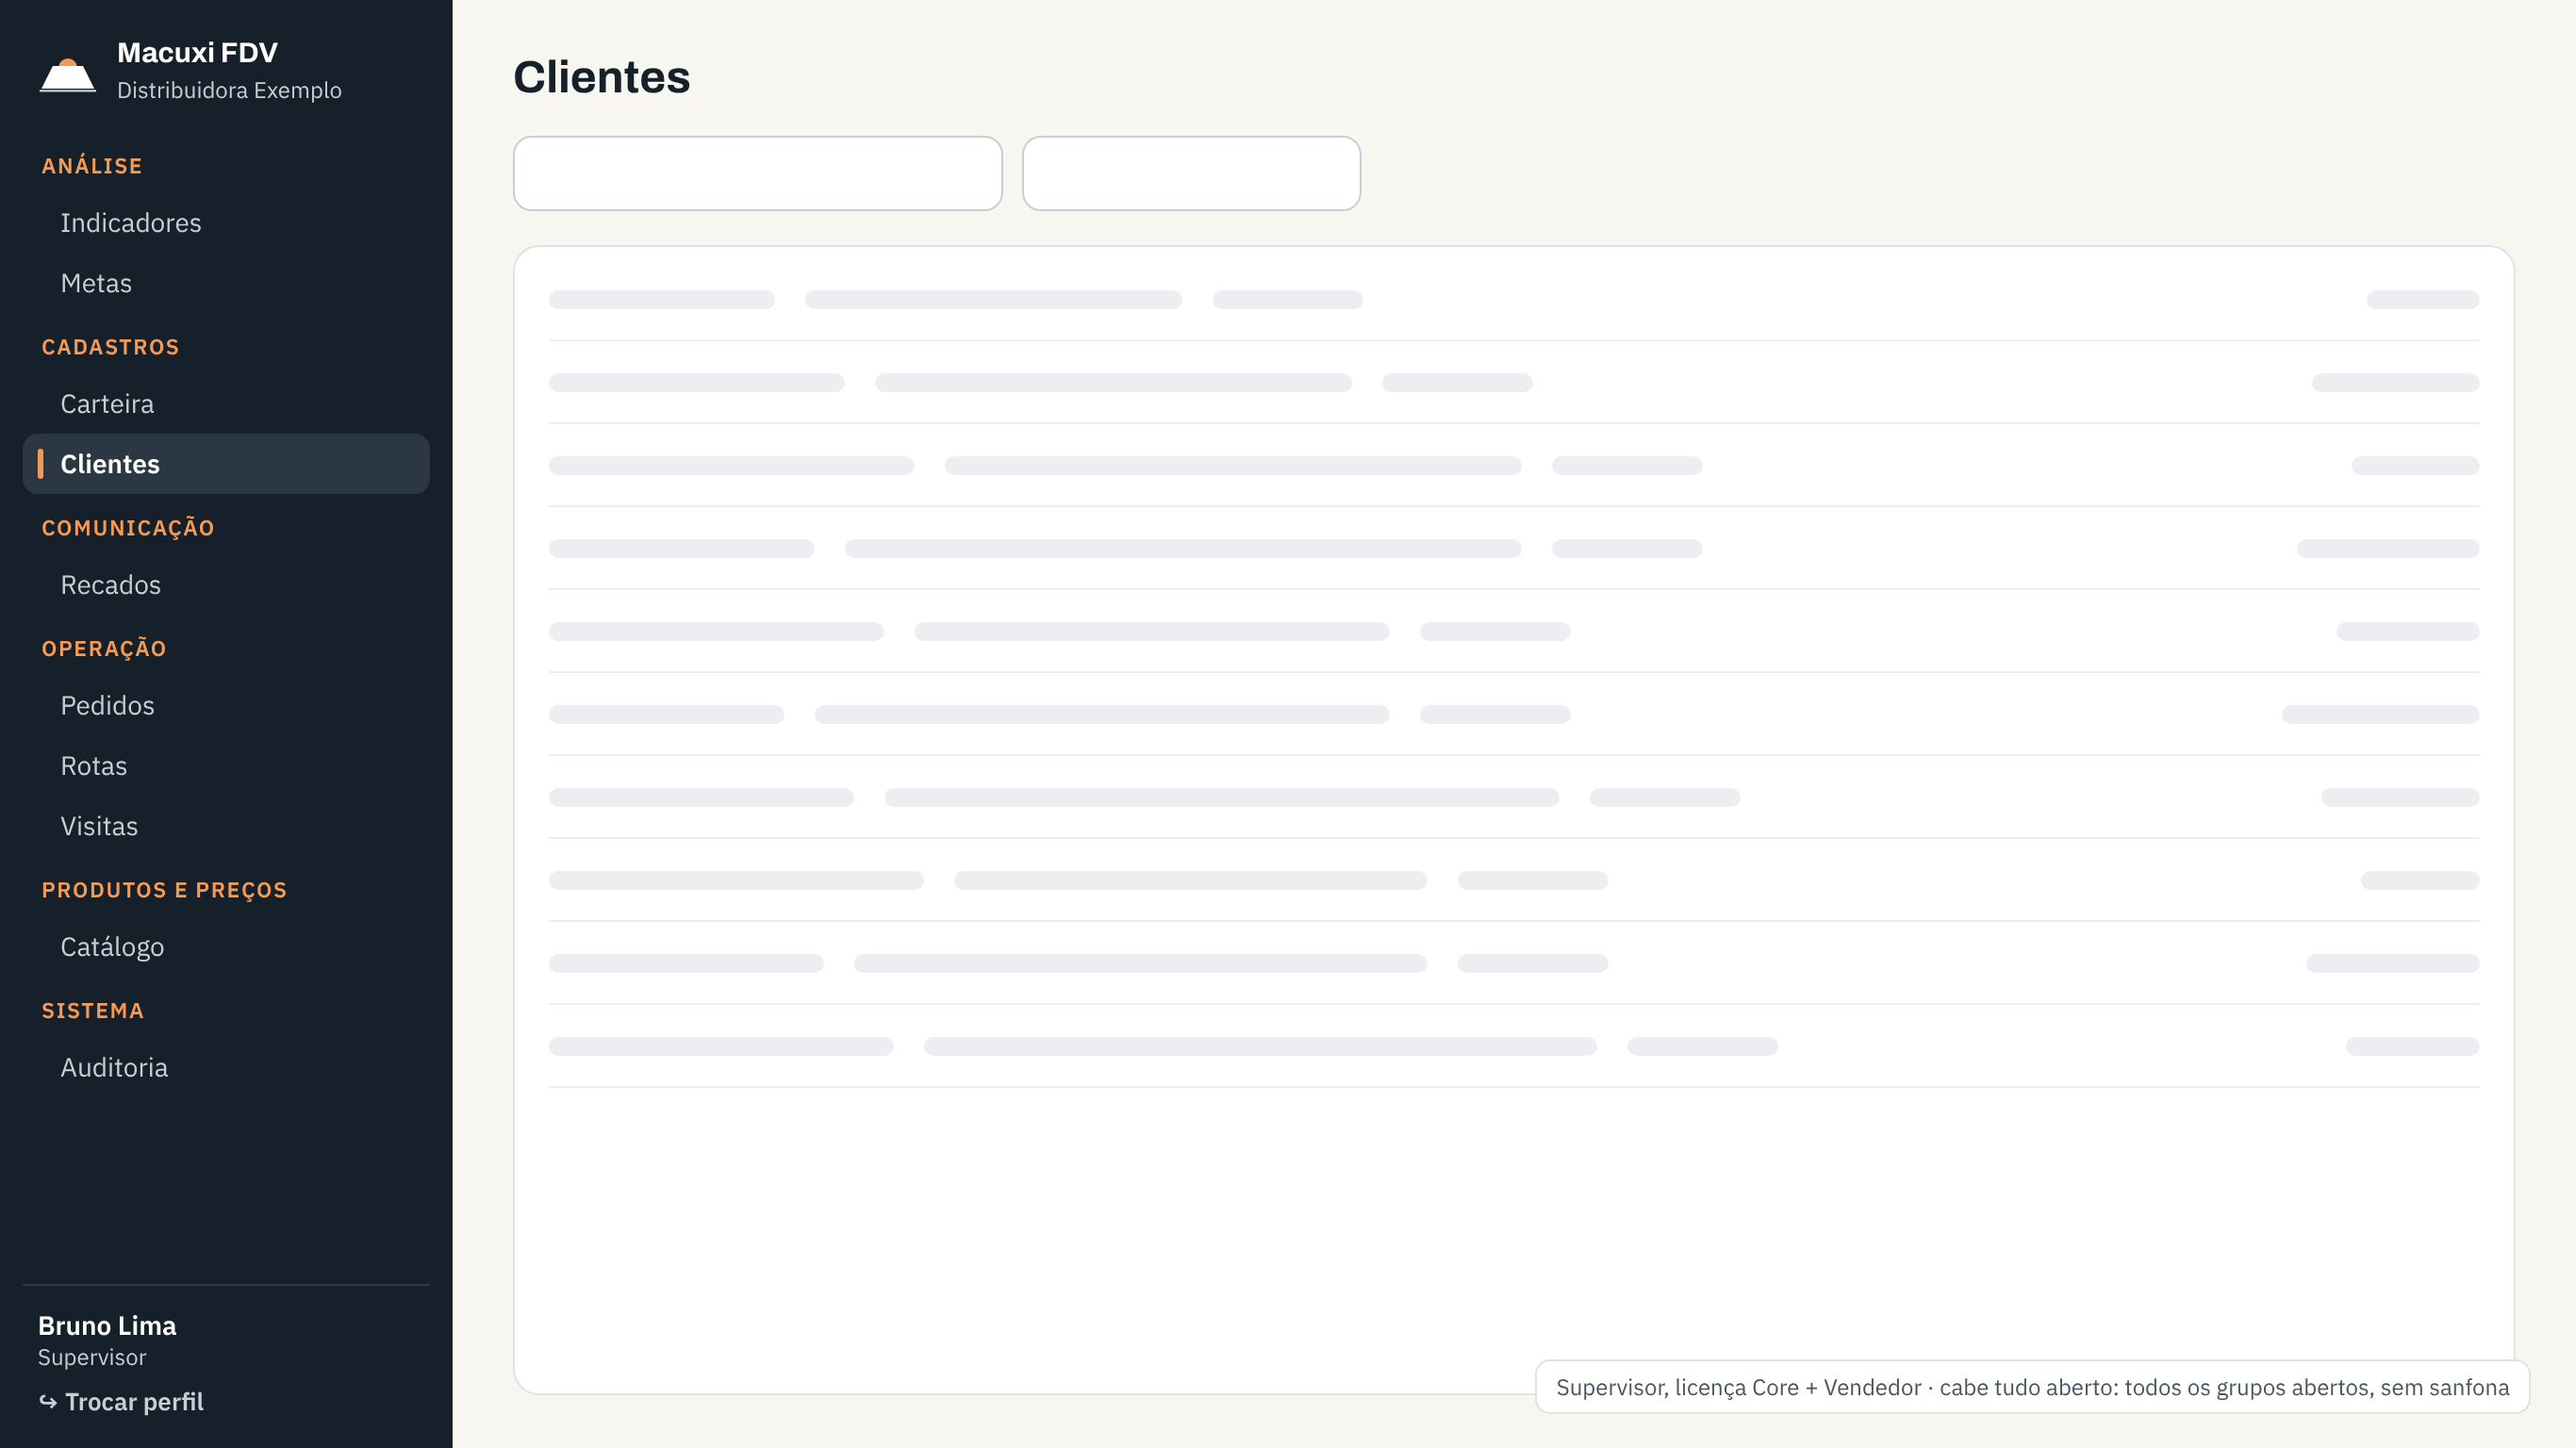 Macuxi FDV
Distribuidora Exemplo
ANÁLISE
Indicadores
Metas
CADASTROS
Carteira
Clientes
COMUNICAÇÃO
Recados
OPERAÇÃO
Pedidos
Rotas
Visitas
PRODUTOS E PREÇOS
Catálogo
SISTEMA
Auditoria
Bruno Lima
Supervisor
↪ Trocar perfil
Clientes
Supervisor, licença Core + Vendedor · cabe tudo aberto: todos os grupos abertos, sem sanfona